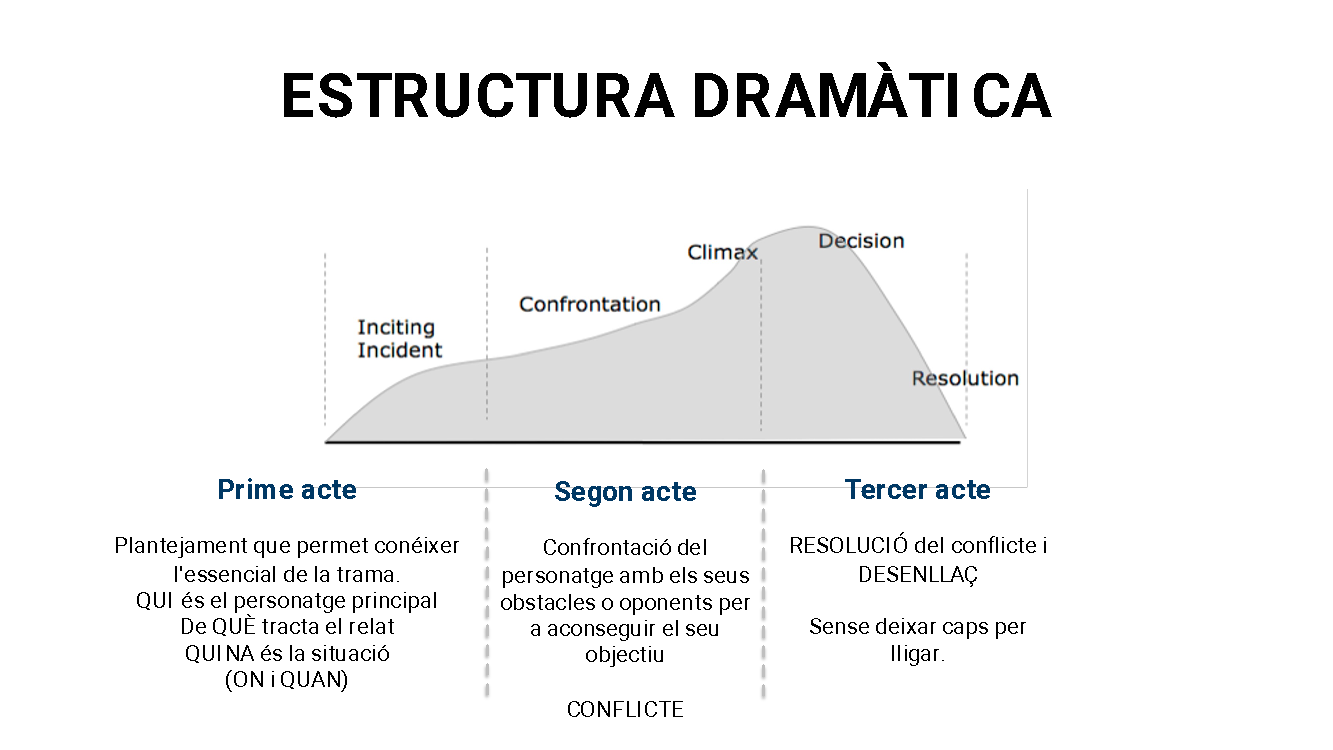 ESTRUCTURA DRAMÀTICA
Climax
Decision
Confrontation
Inciting
Incident
Resolution
Prime acte
Plantejament que permet conéixer
l'essencial de la trama.
QUI és el personatge principal
De QUÈ tracta el relat
QUINA és la situació
(ON i QUAN)
Segon acte
Confrontació del
personatge amb els seus
obstacles o oponents per
a aconseguir el seu
objectiu
CONFLICTE
Tercer acte
RESOLUCIÓ del conflicte i
DESENLLAÇ
Sense deixar caps per
lligar.